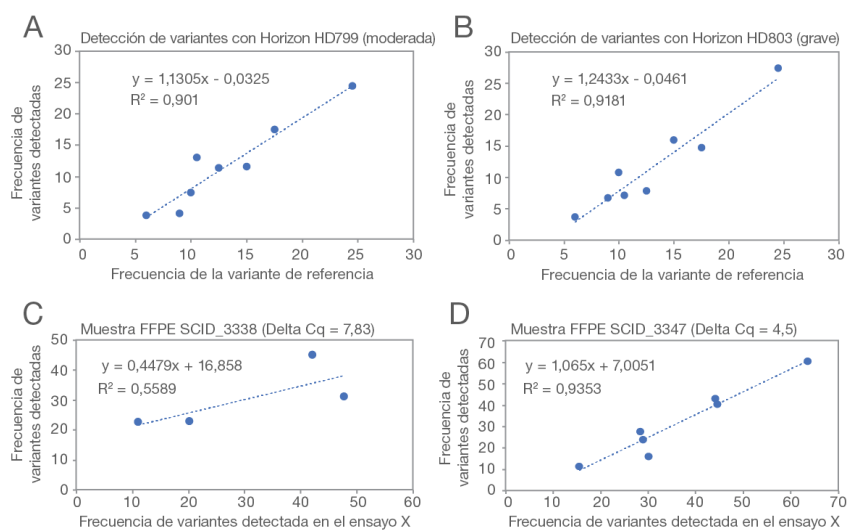 A
Detección de variantes con Horizon HD799 (moderada)
Frecuencia de
variantes detectadas
30
25
20
15
10
5
0
y = 1,1305x - 0,0325
R² = 0,901
0 5 10 15 20 25 30
Frecuencia de la variante de referencia
B
Detección de variantes con Horizon HD803 (grave)
Frecuencia de
variantes detectadas
30
25
20
15
10
5
0
y = 1,2433x - 0,0461
R² = 0,9181
0 5 10 15 20 25 30
Frecuencia de la variante de referencia
C
Muestra FFPE SCID_3338 (Delta Cq = 7,83)
Frecuencia de
variantes detectadas
50
40
30
20
10
0
y = 0,4479x + 16,858
R² = 0,5589
0 10 20 30 40 50 60
Frecuencia de variantes detectada en el ensayo X
D
Muestra FFPE SCID_3347 (Delta Cq = 4,5)
Frecuencia de
variantes detectadas
70
60
50
40
30
20
10
0
y = 1,065x + 7,0051
R² = 0,9353
0 10 20 30 40 50 60 70
Frecuencia de variantes detectada en el ensayo X